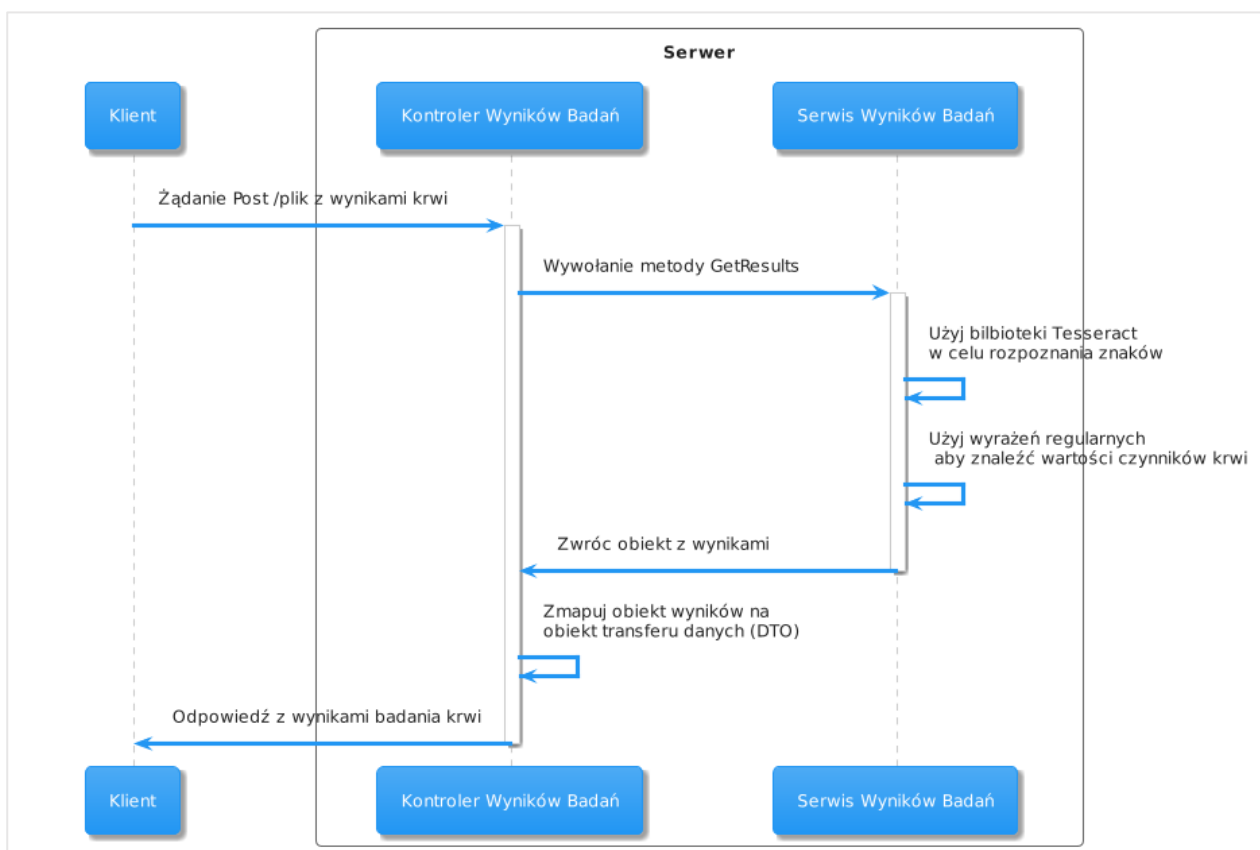 Serwer
Klient
Kontroler Wyników Badań
Serwis Wyników Badań
Żądanie Post /plik z wynikami krwi
Wywołanie metody GetResults
Użyj bilbioteki Tesseract
w celu rozpoznania znaków
Użyj wyrażeń regularnych
aby znaleźć wartości czynników krwi
Zwróc obiekt z wynikami
Zmapuj obiekt wyników na
obiekt transferu danych (DTO)
Odpowiedź z wynikami badania krwi
Klient
Kontroler Wyników Badań
Serwis Wyników Badań